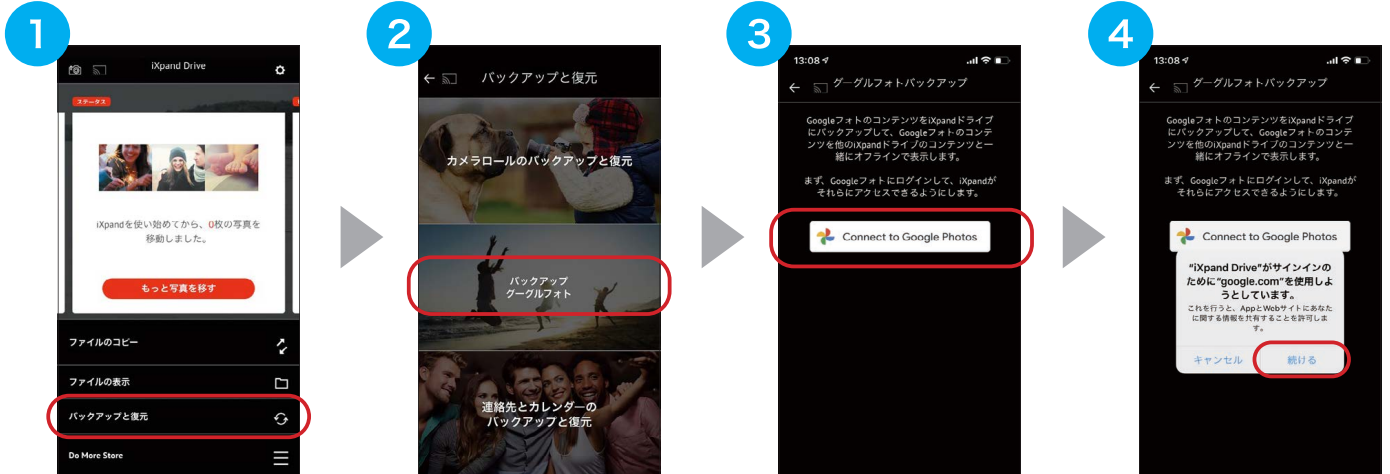 1
iXpand Drive
ステータス
iXpandを使い始めてから、0枚の写真を
移動しました。
もっと写真を移す
ファイルのコピー
ファイルの表示
バックアップと復元
Do More Store
2
バックアップと復元
カメラロールのバックアップと復元
バックアップ
グーグルフォト
連絡先とカレンダーの
バックアップと復元
3
13:08
グーグルフォトバックアップ
GoogleフォトのコンテンツをiXpandドライブ
にバックアップして、Googleフォトのコンテ
ンツを他のiXpandドライブのコンテンツと一
緒にオフラインで表示します。
まず、Googleフォトにログインして、iXpandが
それらにアクセスできるようにします。
Connect to Google Photos
4
13:08
グーグルフォトバックアップ
GoogleフォトのコンテンツをiXpandドライブ
にバックアップして、Googleフォトのコンテ
ンツを他のiXpandドライブのコンテンツと一
緒にオフラインで表示します。
まず、Googleフォトにログインして、iXpandが
それらにアクセスできるようにします。
Connect to Google Photos
“iXpand Drive”がサインインの
ために“google.com”を使用しよ
うとしています。
これを行うと、AppとWebサイトにあなた
に関する情報を共有することを許可しま
す。
キャンセル
続ける